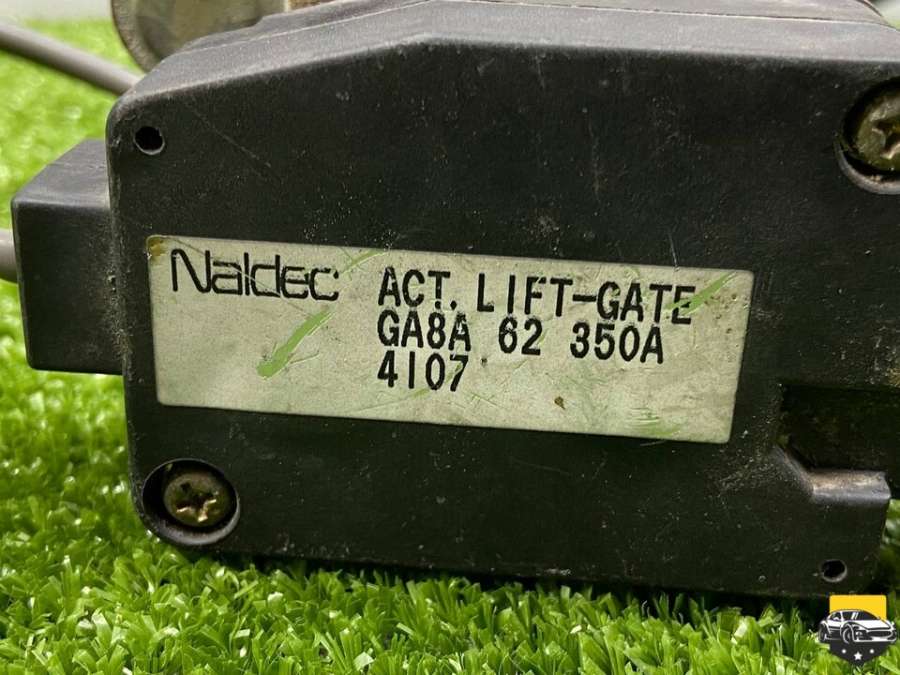 Naldec ACT. LIFT-GATE
GA8A 62 350A
4107